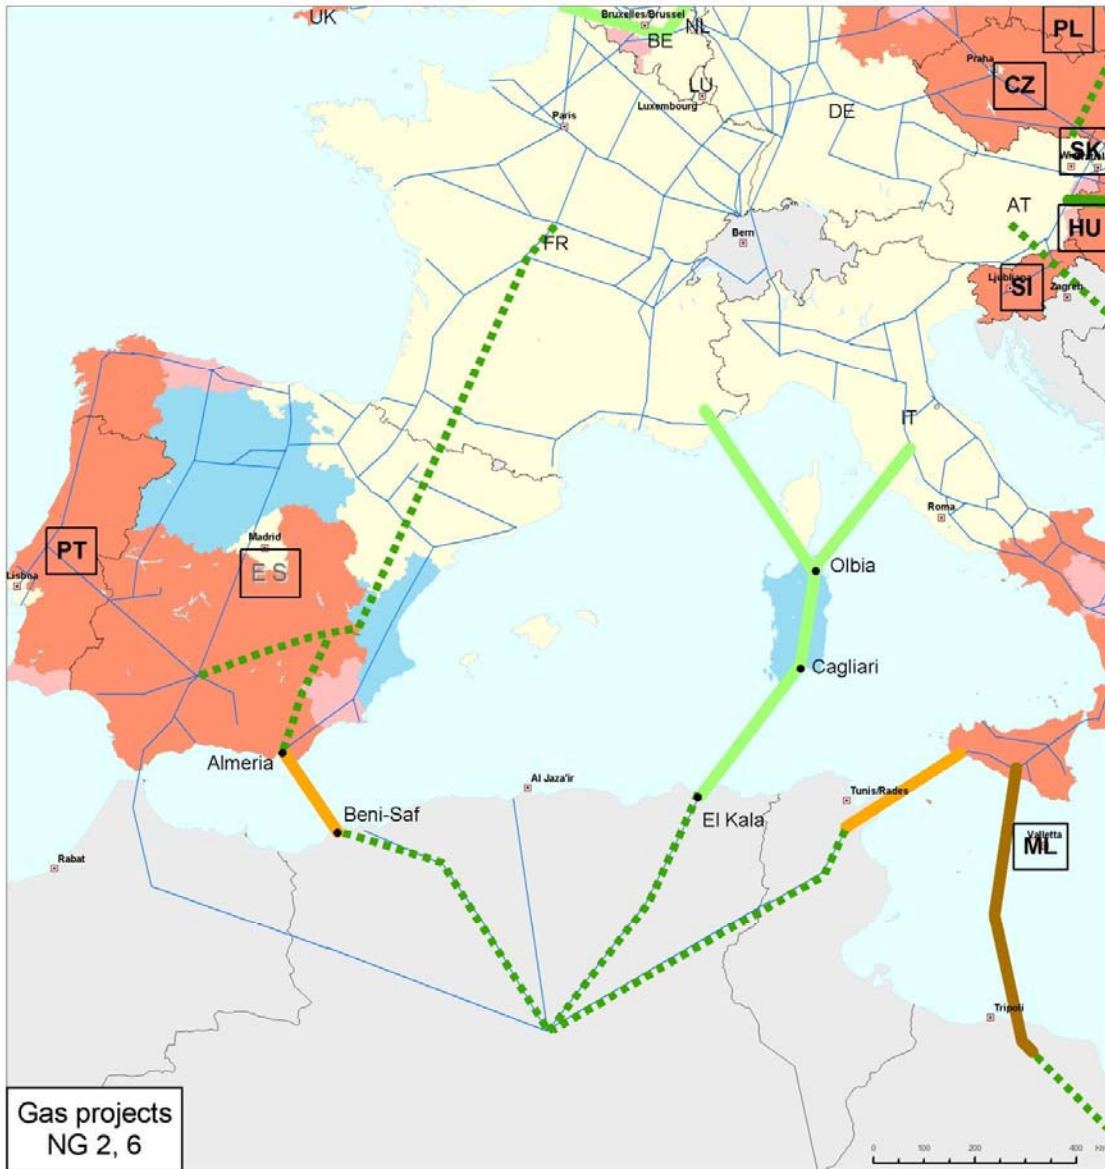 UK
Bruxelles/Brussel
NL
BE
PL
Praha
CZ
LU
Luxembourg
DE
Paris
SK
AT
FR
Bern
HU
Ljubljana
SI
Zagreb
IT
Roma
Madrid
PT
ES
Lisboa
Olbia
Cagliari
Almeria
Al Jaza'ir
Beni-Saf
El Kala
Tunis/Rades
Valletta
ML
Rabat
Tripoli
Gas projects
NG 2, 6
0 100 200 400